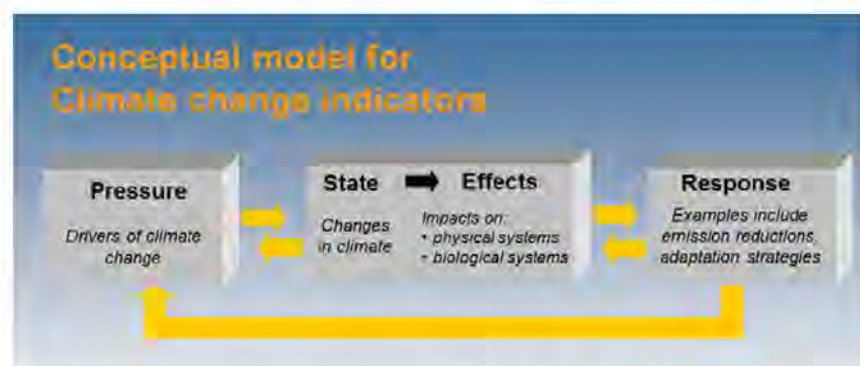 Conceptual model for
Climate change indicators
Pressure
Drivers of climate
change
State
Changes
in climate
Effects
Impacts on:
• physical systems
• biological systems
Response
Examples include
emission reductions,
adaptation strategies